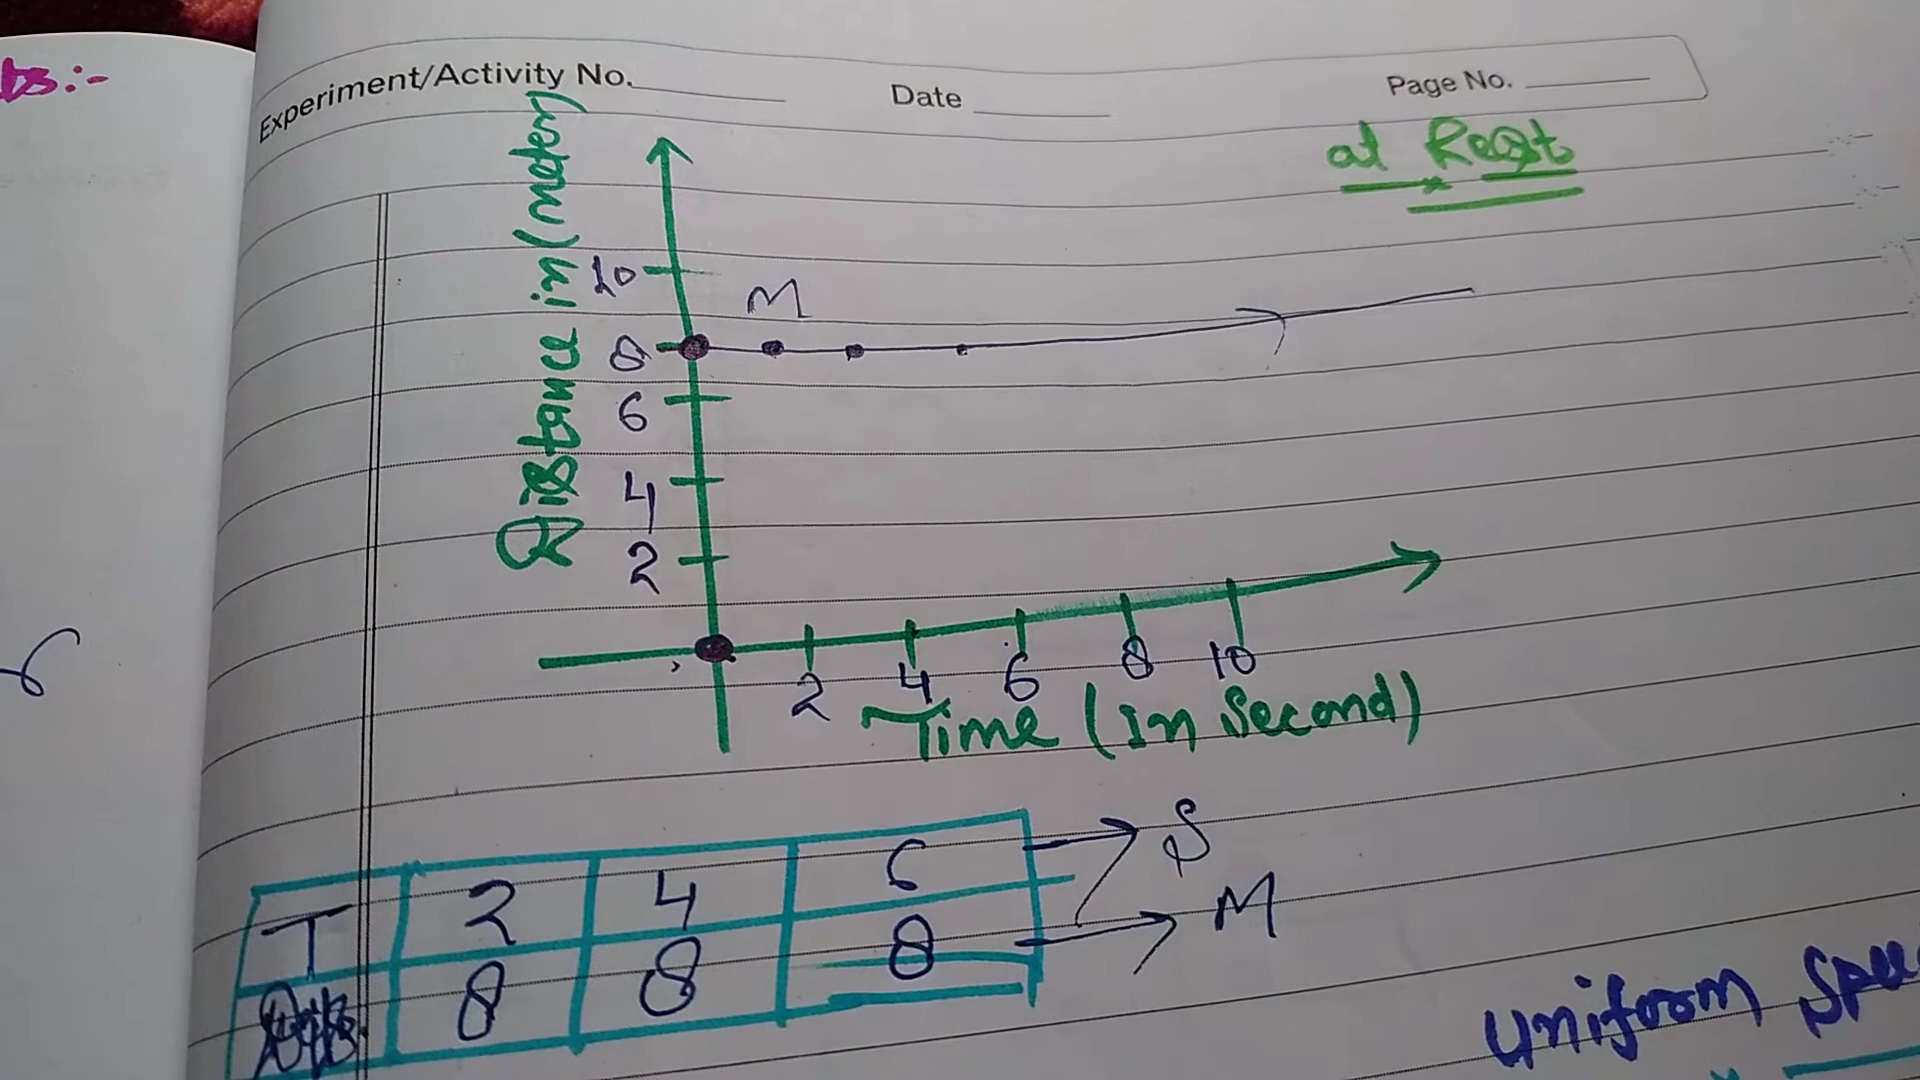 Experiment/Activity No.
Date
Page No.
at Rest
Distance in (meter)
10
M
8
6
4
2
2 4 6 8 10
Time (in second)
T 2 4 6 S
8 8 8 M
uniform